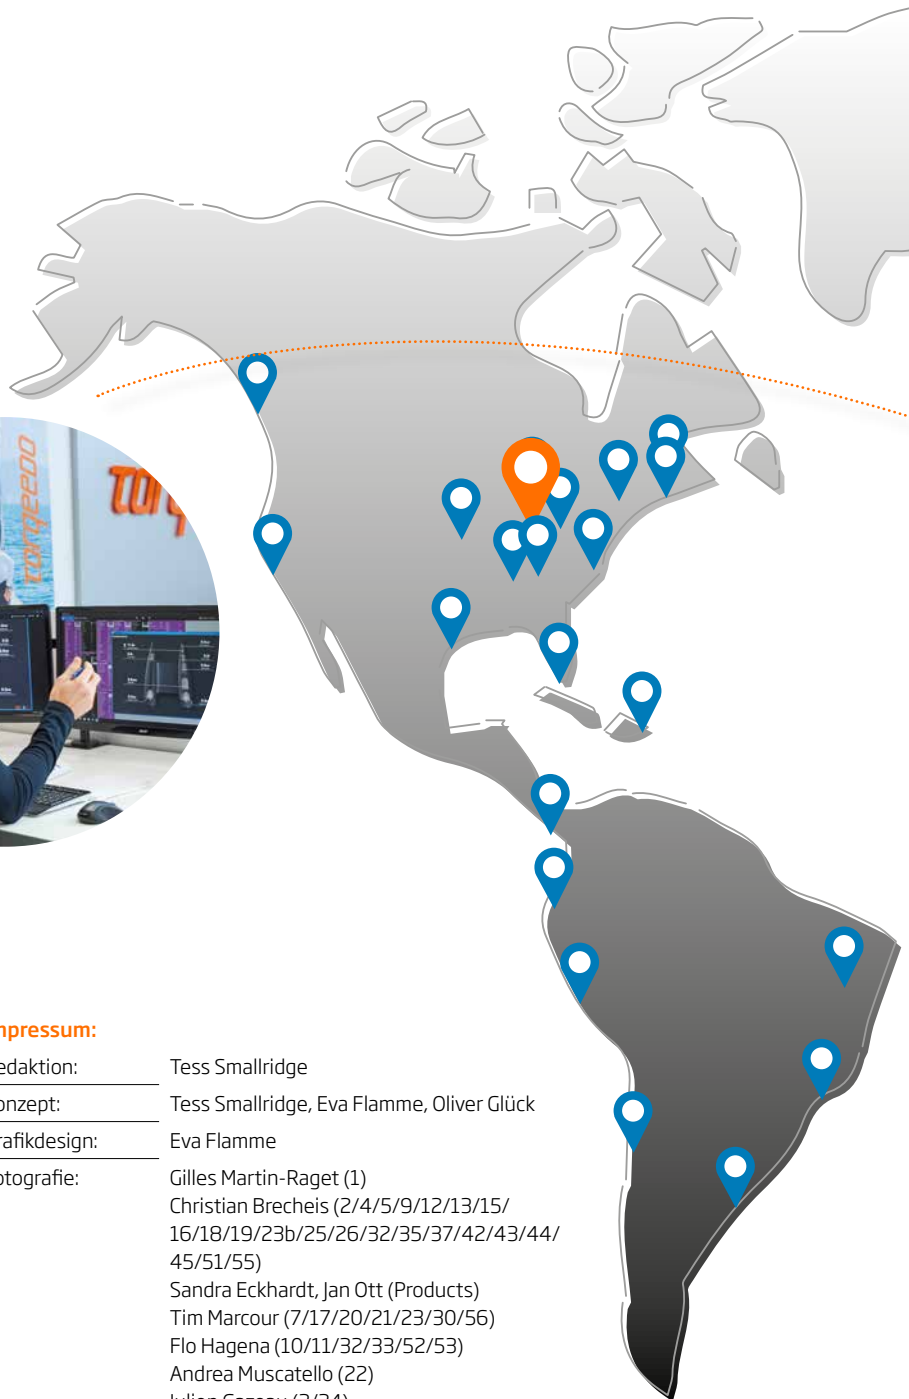 torqeedo
mpressum:
edaktion: Tess Smallridge
onzept: Tess Smallridge, Eva Flamme, Oliver Glück
rafikdesign: Eva Flamme
otografie: Gilles Martin-Raget (1)
Christian Brecheis (2/4/5/9/12/13/15/
16/18/19/23b/25/26/32/35/37/42/43/44/
45/51/55)
Sandra Eckhardt, Jan Ott (Products)
Tim Marcour (7/17/20/21/23/30/56)
Flo Hagena (10/11/32/33/52/53)
Andrea Muscatello (22)